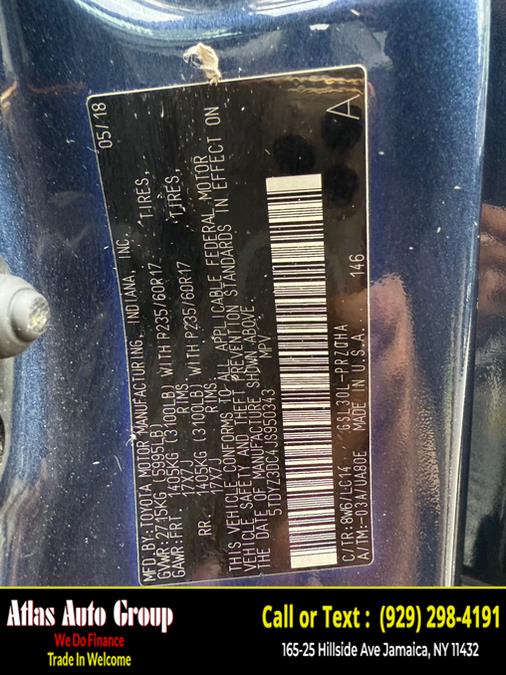 05/18
MFD.BY: TOYOTA MOTOR MANUFACTURING, INDIANA, INC.
GVWR: 2715KG (5995LB)
GAWR: FRT 1405KG (3100LB) WITH P235/60R17 TIRES,
17X7J RIMS,
RR. 1405KG (3100LB) WITH P235/60R17 TIRES,
17X7J RIMS,
THIS VEHICLE CONFORMS TO ALL APPLICABLE FEDERAL MOTOR
VEHICLE SAFETY AND THEFT PREVENTION STANDARDS IN EFFECT ON
THE DATE OF MANUFACTURE SHOWN ABOVE.
5TDYZ3DC4JS950343 MPV
A
C/TR: 8W6/LC14 GSL30L-PRZGHA
A/TM: -03A/UA80E MADE IN U.S.A. 146
Atlas Auto Group
We Do Finance
Trade In Welcome
Call or Text : (929) 298-4191
165-25 Hillside Ave Jamaica, NY 11432